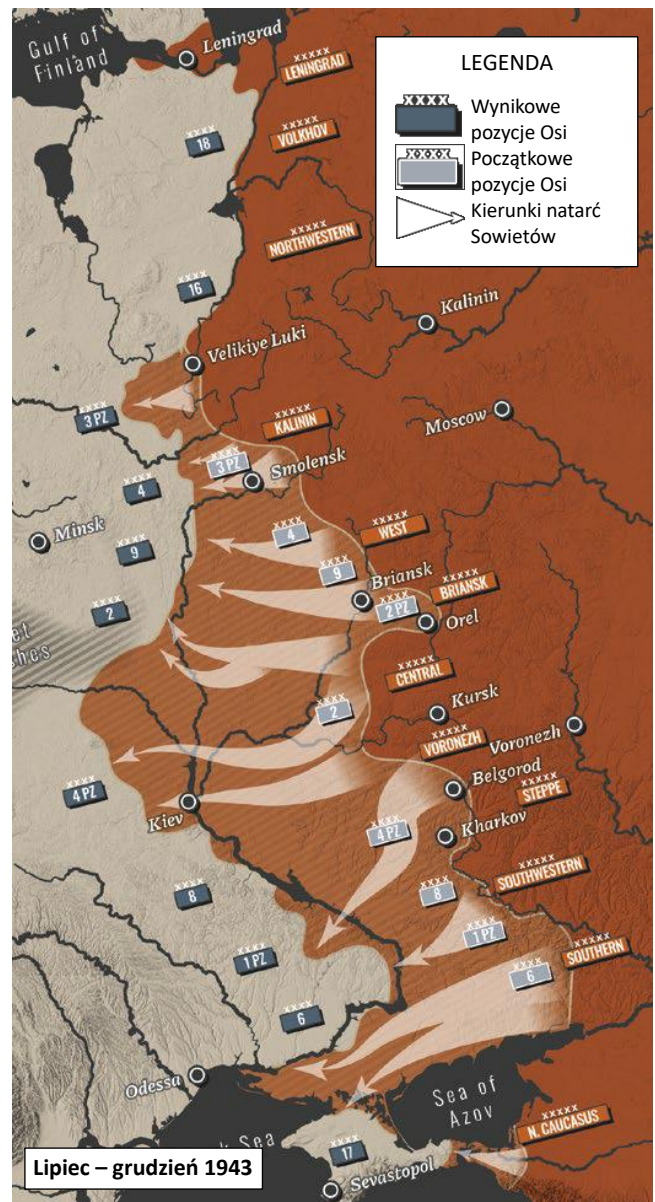 Gulf of
Finland
Leningrad
XXXXX
LENINGRAD
LEGENDA
XXXX
Wynikowe
pozycje Osi
XXXX
Początkowe
pozycje Osi
Kierunki natarć
Sowietów
XXXXX
VOLKHOV
XXXX
18
XXXXX
NORTHWESTERN
XXXX
16
Kalinin
Velikiye Luki
XXXX
3 PZ
XXXXX
KALININ
Moscow
XXXX
3 PZ
Smolensk
XXXX
4
XXXX
4
XXXXX
WEST
Minsk
XXXX
9
XXXX
9
Briansk
XXXXX
BRIANSK
XXXX
2
XXXX
2 PZ
Orel
et
hes
XXXXX
CENTRAL
XXXX
2
Kursk
XXXXX
VORONEZH
Voronezh
XXXX
4 PZ
Kiev
Belgorod
XXXXX
STEPPE
XXXX
4 PZ
Kharkov
XXXX
8
XXXX
8
XXXXX
SOUTHWESTERN
XXXX
1 PZ
XXXX
1 PZ
XXXXX
SOUTHERN
XXXX
6
XXXX
6
Odessa
Sea of
Azov
XXXXX
N. CAUCASUS
k Sea
XXXX
17
Lipiec – grudzień 1943
Sevastopol